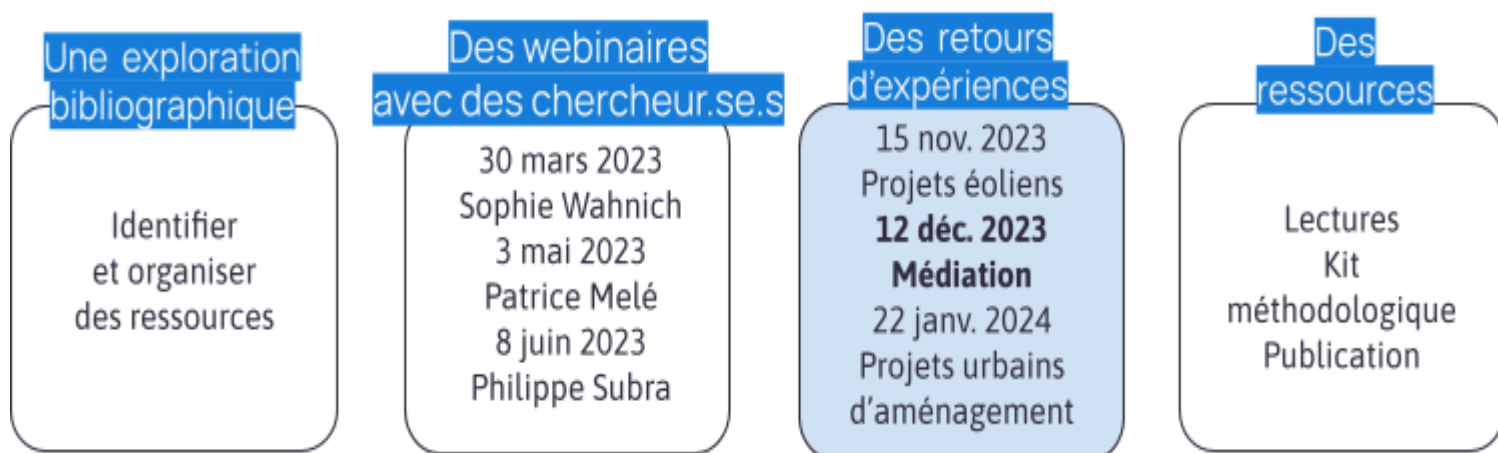 Une exploration
bibliographique
Identifier
et organiser
des ressources
Des webinaires
avec des chercheur.se.s
30 mars 2023
Sophie Wahnich
3 mai 2023
Patrice Melé
8 juin 2023
Philippe Subra
Des retours
d'expériences
15 nov. 2023
Projets éoliens
12 déc. 2023
Médiation
22 janv. 2024
Projets urbains
d'aménagement
Des
ressources
Lectures
Kit
méthodologique
Publication